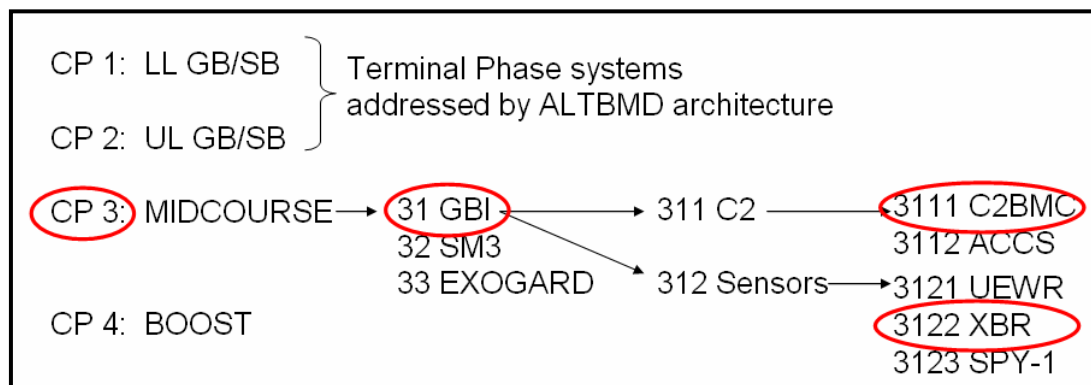 CP 1: LL GB/SB
CP 2: UL GB/SB
Terminal Phase systems
addressed by ALTBMD architecture
CP 3: MIDCOURSE
31 GBI
32 SM3
33 EXOGARD
311 C2
312 Sensors
3111 C2BMC
3112 ACCS
3121 UEWR
3122 XBR
3123 SPY-1
CP 4: BOOST